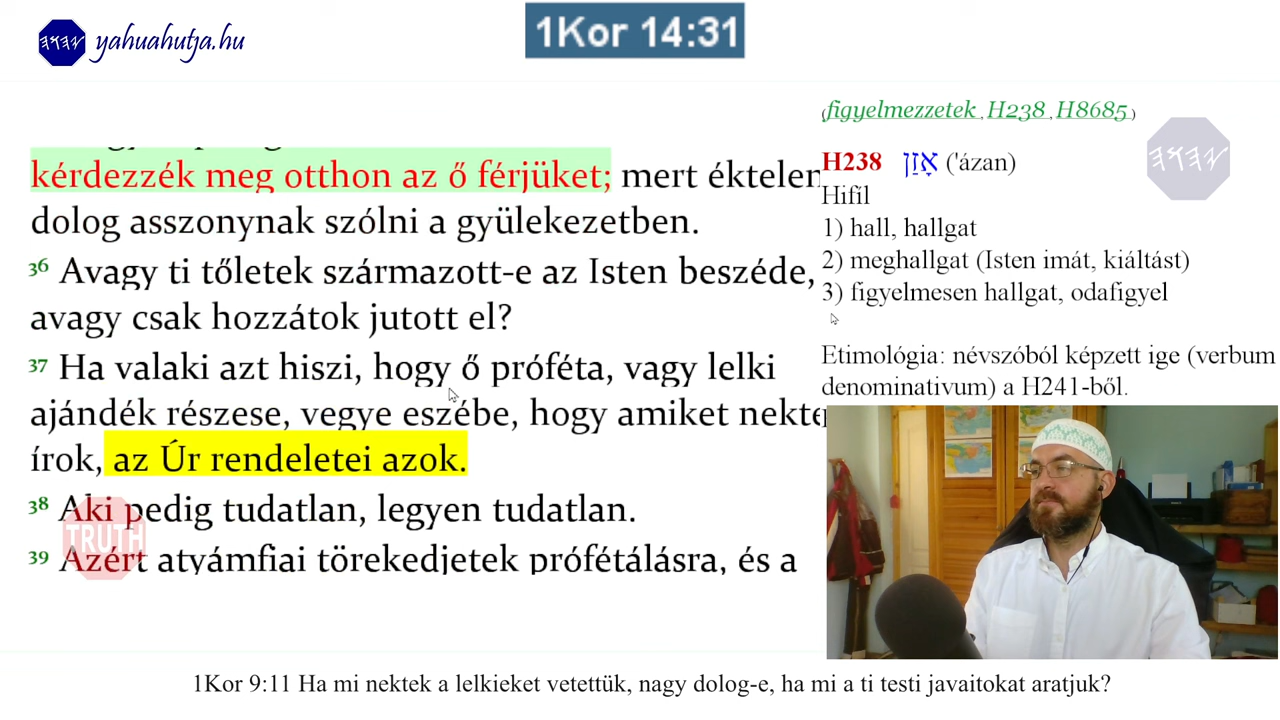 yahuahutja.hu
1Kor 14:31
kérdezzék meg otthon az ő férjüket; mert éktelen
dolog asszonynak szólni a gyülekezetben.
36 Avagy ti tőletek származott-e az Isten beszéde,
avagy csak hozzátok jutott el?
37 Ha valaki azt hiszi, hogy ő próféta, vagy lelki
ajándék részese, vegye eszébe, hogy amiket nekte
írok, az Úr rendeletei azok.
38 Aki pedig tudatlan, legyen tudatlan.
39 Azért atyámfiai törekedjetek prófétálásra, és a
TRUTH
(figyelmezzetek, H238, H8685)
H238 אָזַן ('ázan)
Hifil
1) hall, hallgat
2) meghallgat (Isten imát, kiáltást)
3) figyelmesen hallgat, odafigyel
Etimológia: névszóból képzett ige (verbum
denominativum) a H241-ből.
1Kor 9:11 Ha mi nektek a lelkieket vetettük, nagy dolog-e, ha mi a ti testi javaitokat aratjuk?